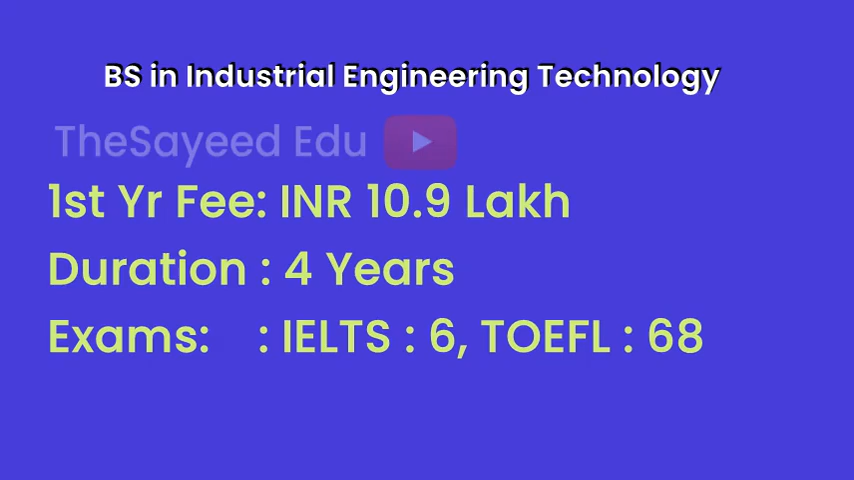 BS in Industrial Engineering Technology
TheSayeed Edu
1st Yr Fee: INR 10.9 Lakh
Duration : 4 Years
Exams: : IELTS : 6, TOEFL : 68